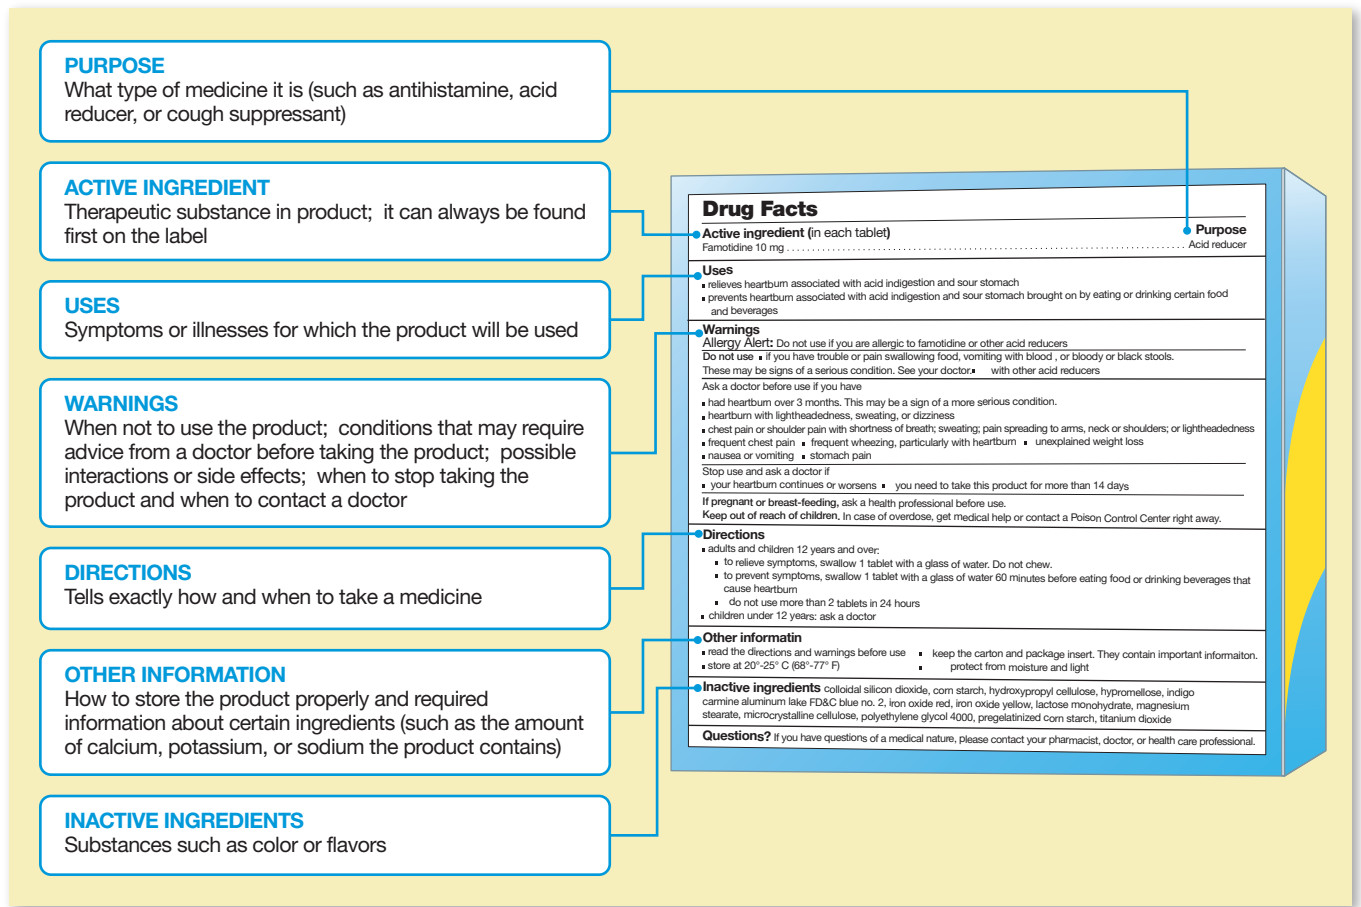 PURPOSE
What type of medicine it is (such as antihistamine, acid
reducer, or cough suppressant)
ACTIVE INGREDIENT
Therapeutic substance in product; it can always be found
first on the label
USES
Symptoms or illnesses for which the product will be used
WARNINGS
When not to use the product; conditions that may require
advice from a doctor before taking the product; possible
interactions or side effects; when to stop taking the
product and when to contact a doctor
DIRECTIONS
Tells exactly how and when to take a medicine
OTHER INFORMATION
How to store the product properly and required
information about certain ingredients (such as the amount
of calcium, potassium, or sodium the product contains)
INACTIVE INGREDIENTS
Substances such as color or flavors
Drug Facts
Active ingredient (in each tablet) Purpose
Famotidine 10 mg . . . . . . . . . . . . . . . . . . . . . . . . . . . . . . Acid reducer
Uses
▪ relieves heartburn associated with acid indigestion and sour stomach
▪ prevents heartburn associated with acid indigestion and sour stomach brought on by eating or drinking certain food
and beverages
Warnings
Allergy Alert: Do not use if you are allergic to famotidine or other acid reducers
Do not use ▪ if you have trouble or pain swallowing food, vomiting with blood , or bloody or black stools.
These may be signs of a serious condition. See your doctor.▪ with other acid reducers
Ask a doctor before use if you have
▪ had heartburn over 3 months. This may be a sign of a more serious condition.
▪ heartburn with lightheadedness, sweating, or dizziness
▪ chest pain or shoulder pain with shortness of breath; sweating; pain spreading to arms, neck or shoulders; or lightheadedness
▪ frequent chest pain ▪ frequent wheezing, particularly with heartburn ▪ unexplained weight loss
▪ nausea or vomiting ▪ stomach pain
Stop use and ask a doctor if
▪ your heartburn continues or worsens ▪ you need to take this product for more than 14 days
If pregnant or breast-feeding, ask a health professional before use.
Keep out of reach of children. In case of overdose, get medical help or contact a Poison Control Center right away.
Directions
▪ adults and children 12 years and over:
▪ to relieve symptoms, swallow 1 tablet with a glass of water. Do not chew.
▪ to prevent symptoms, swallow 1 tablet with a glass of water 60 minutes before eating food or drinking beverages that
cause heartburn
▪ do not use more than 2 tablets in 24 hours
▪ children under 12 years: ask a doctor
Other informatin
▪ read the directions and warnings before use ▪ keep the carton and package insert. They contain important informaiton.
▪ store at 20°-25° C (68°-77° F) ▪ protect from moisture and light
Inactive ingredients colloidal silicon dioxide, corn starch, hydroxypropyl cellulose, hypromellose, indigo
carmine aluminum lake FD&C blue no. 2, iron oxide red, iron oxide yellow, lactose monohydrate, magnesium
stearate, microcrystalline cellulose, polyethylene glycol 4000, pregelatinized corn starch, titanium dioxide
Questions? If you have questions of a medical nature, please contact your pharmacist, doctor, or health care professional.